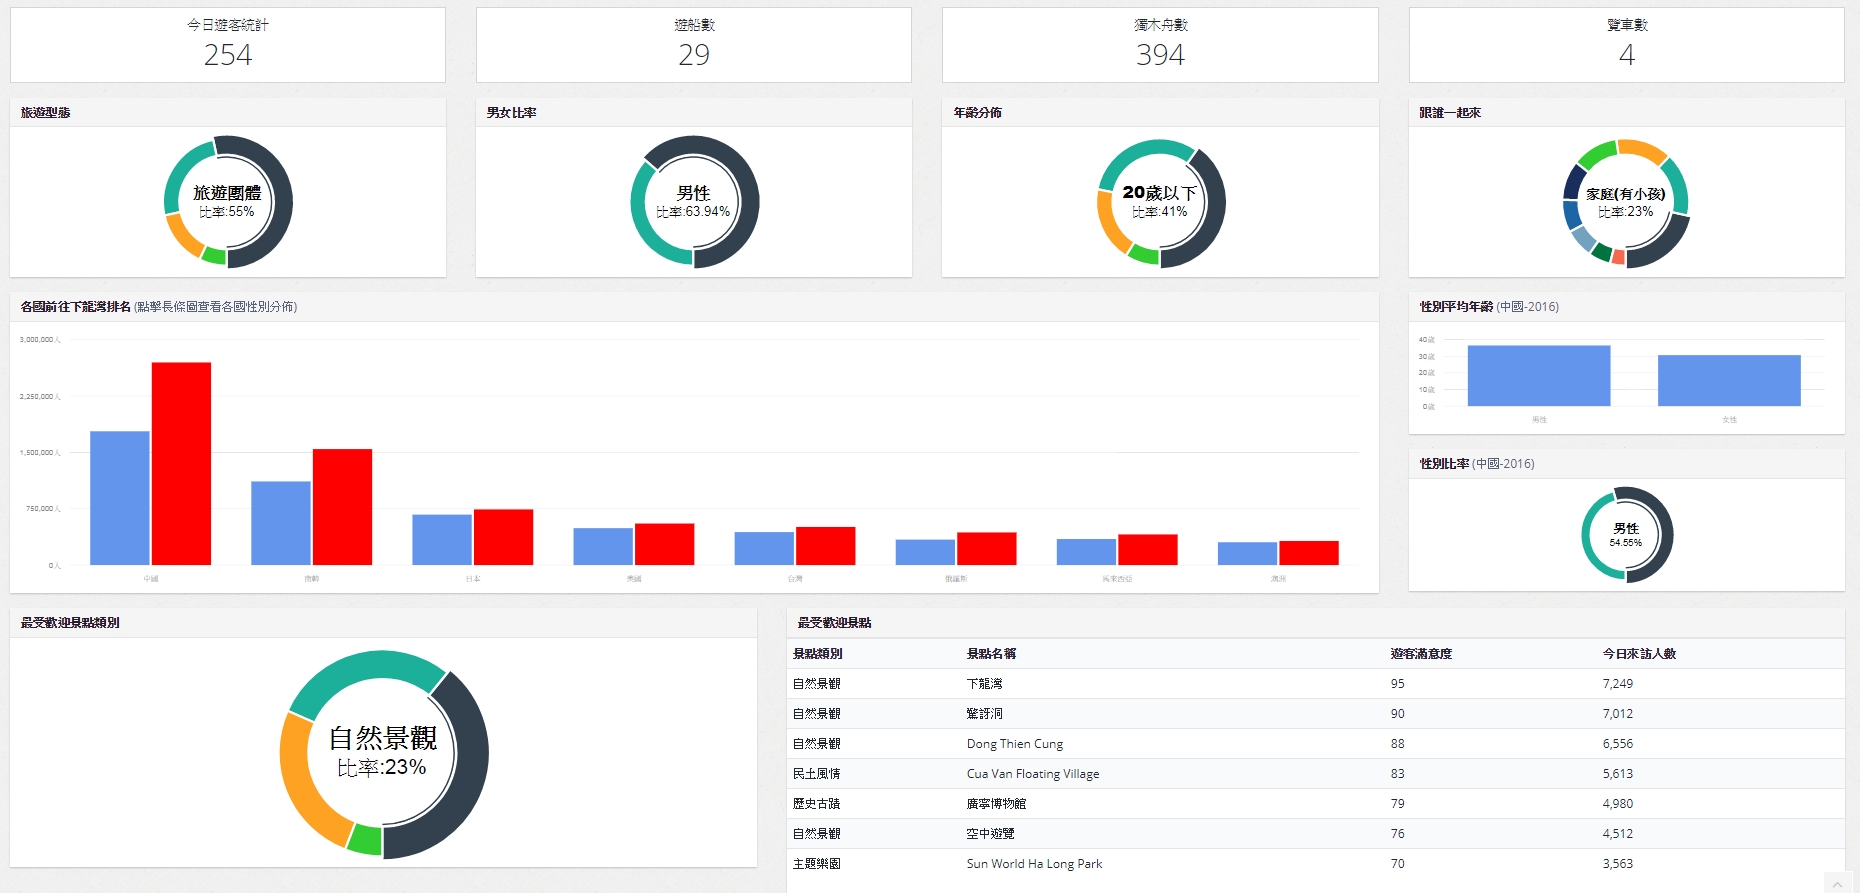 今日遊客統計
254
遊船數
29
獨木舟數
394
覽車數
4
旅遊型態
旅遊團體
比率:55%
男女比率
男性
比率:63.94%
年齡分佈
20歲以下
比率:41%
跟誰一起來
家庭(有小孩)
比率:23%
各國前往下龍灣排名 (點擊長條圖查看各國性別分佈)
3,000,000人
2,250,000人
1,500,000人
750,000人
0人
中國
南韓
日本
美國
台灣
俄羅斯
馬來西亞
澳洲
性別平均年齡 (中國-2016)
40歲
30歲
20歲
10歲
0歲
男性
女性
性別比率 (中國-2016)
男性
54.55%
最受歡迎景點類別
自然景觀
比率:23%
最受歡迎景點
景點類別 景點名稱 遊客滿意度 今日來訪人數
自然景觀 下龍灣 95 7,249
自然景觀 驚訝洞 90 7,012
自然景觀 Dong Thien Cung 88 6,556
民土風情 Cua Van Floating Village 83 5,613
歷史古蹟 廣寧博物館 79 4,980
自然景觀 空中遊覽 76 4,512
主題樂園 Sun World Ha Long Park 70 3,563